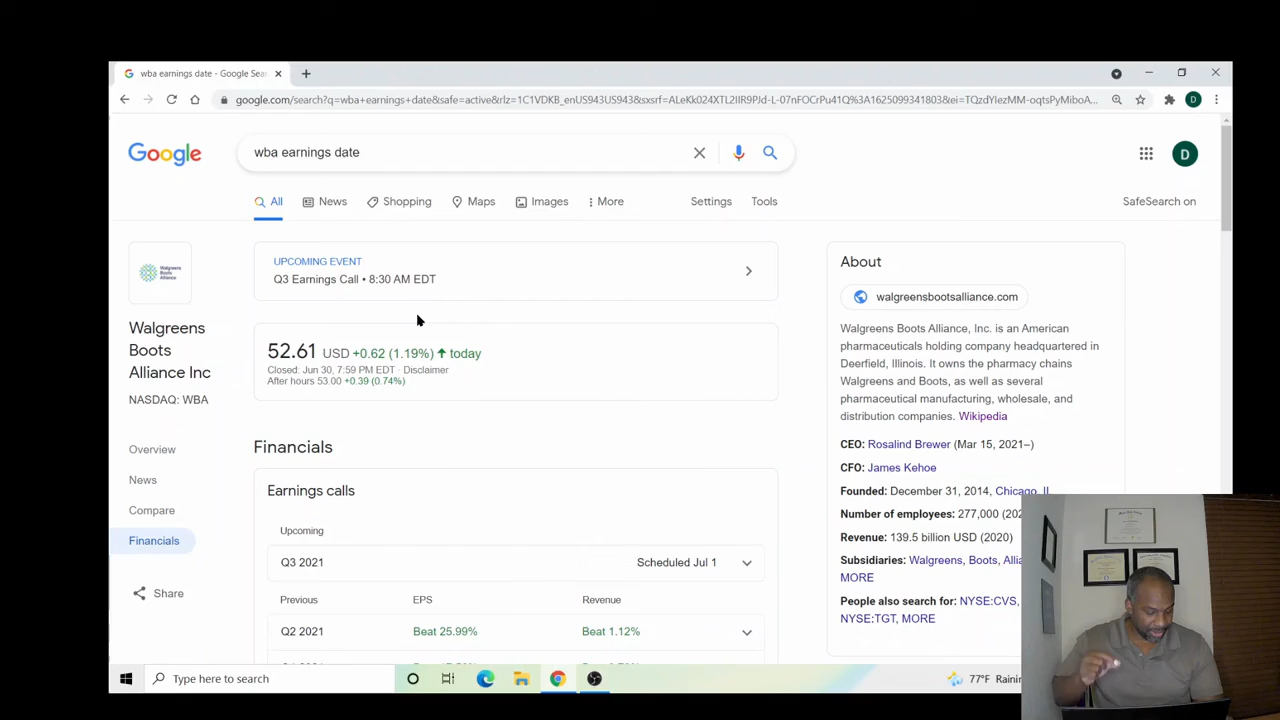 wba earnings date - Google Sear
google.com/search?q=wba+earnings+date&safe=active&rlz=1C1VDKB_enUS943US943&sxsrf=
D
Google
wba earnings date
D
All
News
Shopping
Maps
Images
More
Settings
Tools
SafeSearch on
Walgreens Boots Alliance
Walgreens
Boots
Alliance Inc
NASDAQ: WBA
Overview
News
Compare
Financials
Share
UPCOMING EVENT
Q3 Earnings Call • 8:30 AM EDT
52.61 USD +0.62 (1.19%) today
Closed: Jun 30, 7:59 PM EDT · Disclaimer
After hours 53.00 +0.39 (0.74%)
Financials
Earnings calls
Upcoming
Q3 2021 Scheduled Jul 1
Previous EPS Revenue
Q2 2021 Beat 25.99% Beat 1.12%
About
walgreensbootsalliance.com
Walgreens Boots Alliance, Inc. is an American
pharmaceuticals holding company headquartered in
Deerfield, Illinois. It owns the pharmacy chains
Walgreens and Boots, as well as several
pharmaceutical manufacturing, wholesale, and
distribution companies. Wikipedia
CEO: Rosalind Brewer (Mar 15, 2021–)
CFO: James Kehoe
Founded: December 31, 2014, Chicago, IL
Number of employees: 277,000 (202
Revenue: 139.5 billion USD (2020)
Subsidiaries: Walgreens, Boots, Allia
MORE
People also search for: NYSE:CVS,
NYSE:TGT, MORE
Type here to search
77°F Rainin